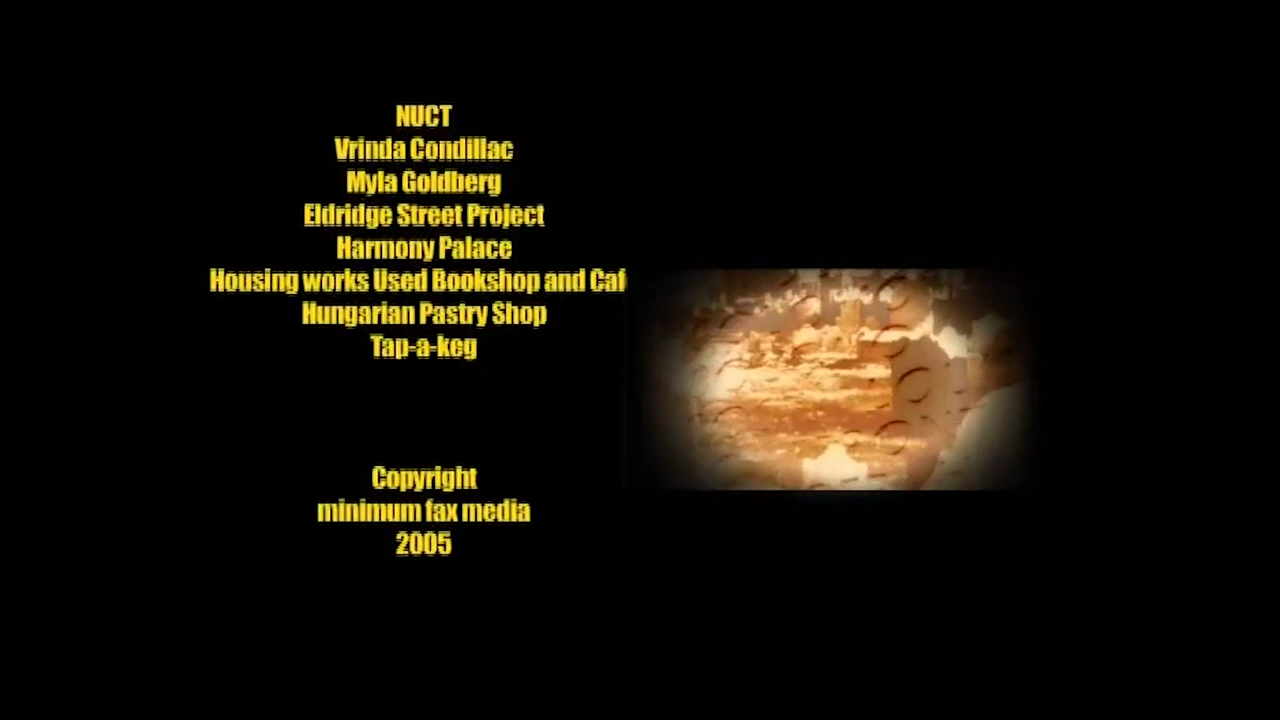 NUCT
Vrinda Condillac
Myla Goldberg
Eldridge Street Project
Harmony Palace
Housing works Used Bookshop and Caf
Hungarian Pastry Shop
Tap-a-keg
Copyright
minimum fax media
2005